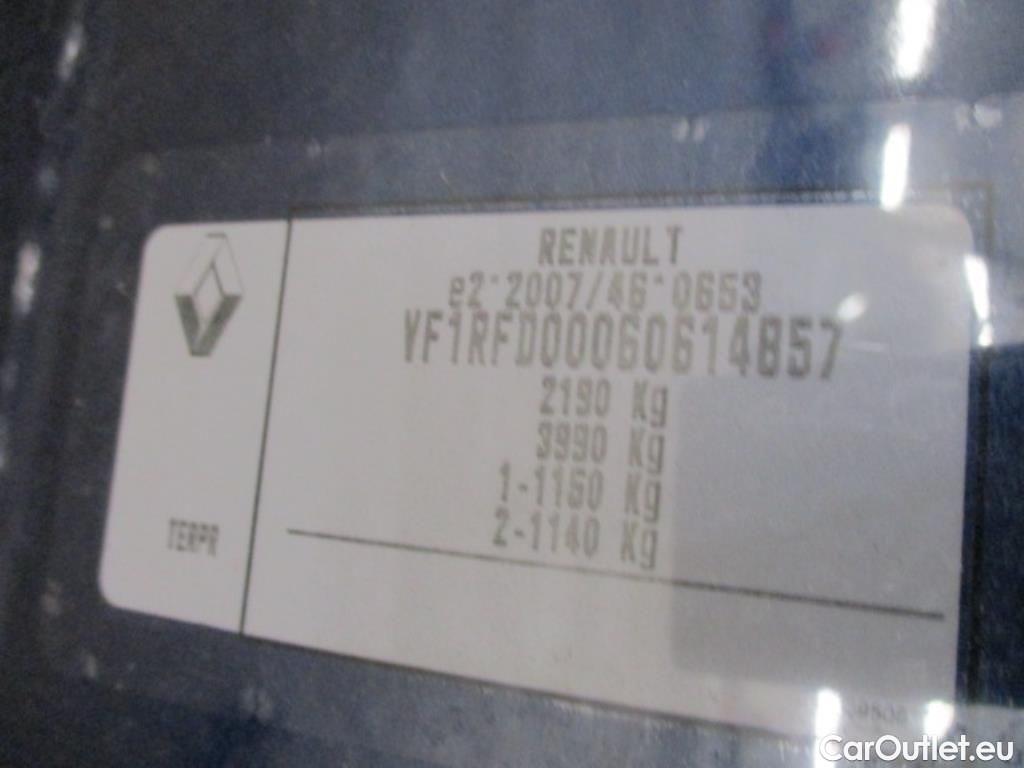 RENAULT
e2*2007/46*0653
VF1RFD00060614857
2190 Kg
3990 Kg
1-1160 Kg
2-1140 Kg
TERPR
CarOutlet.eu